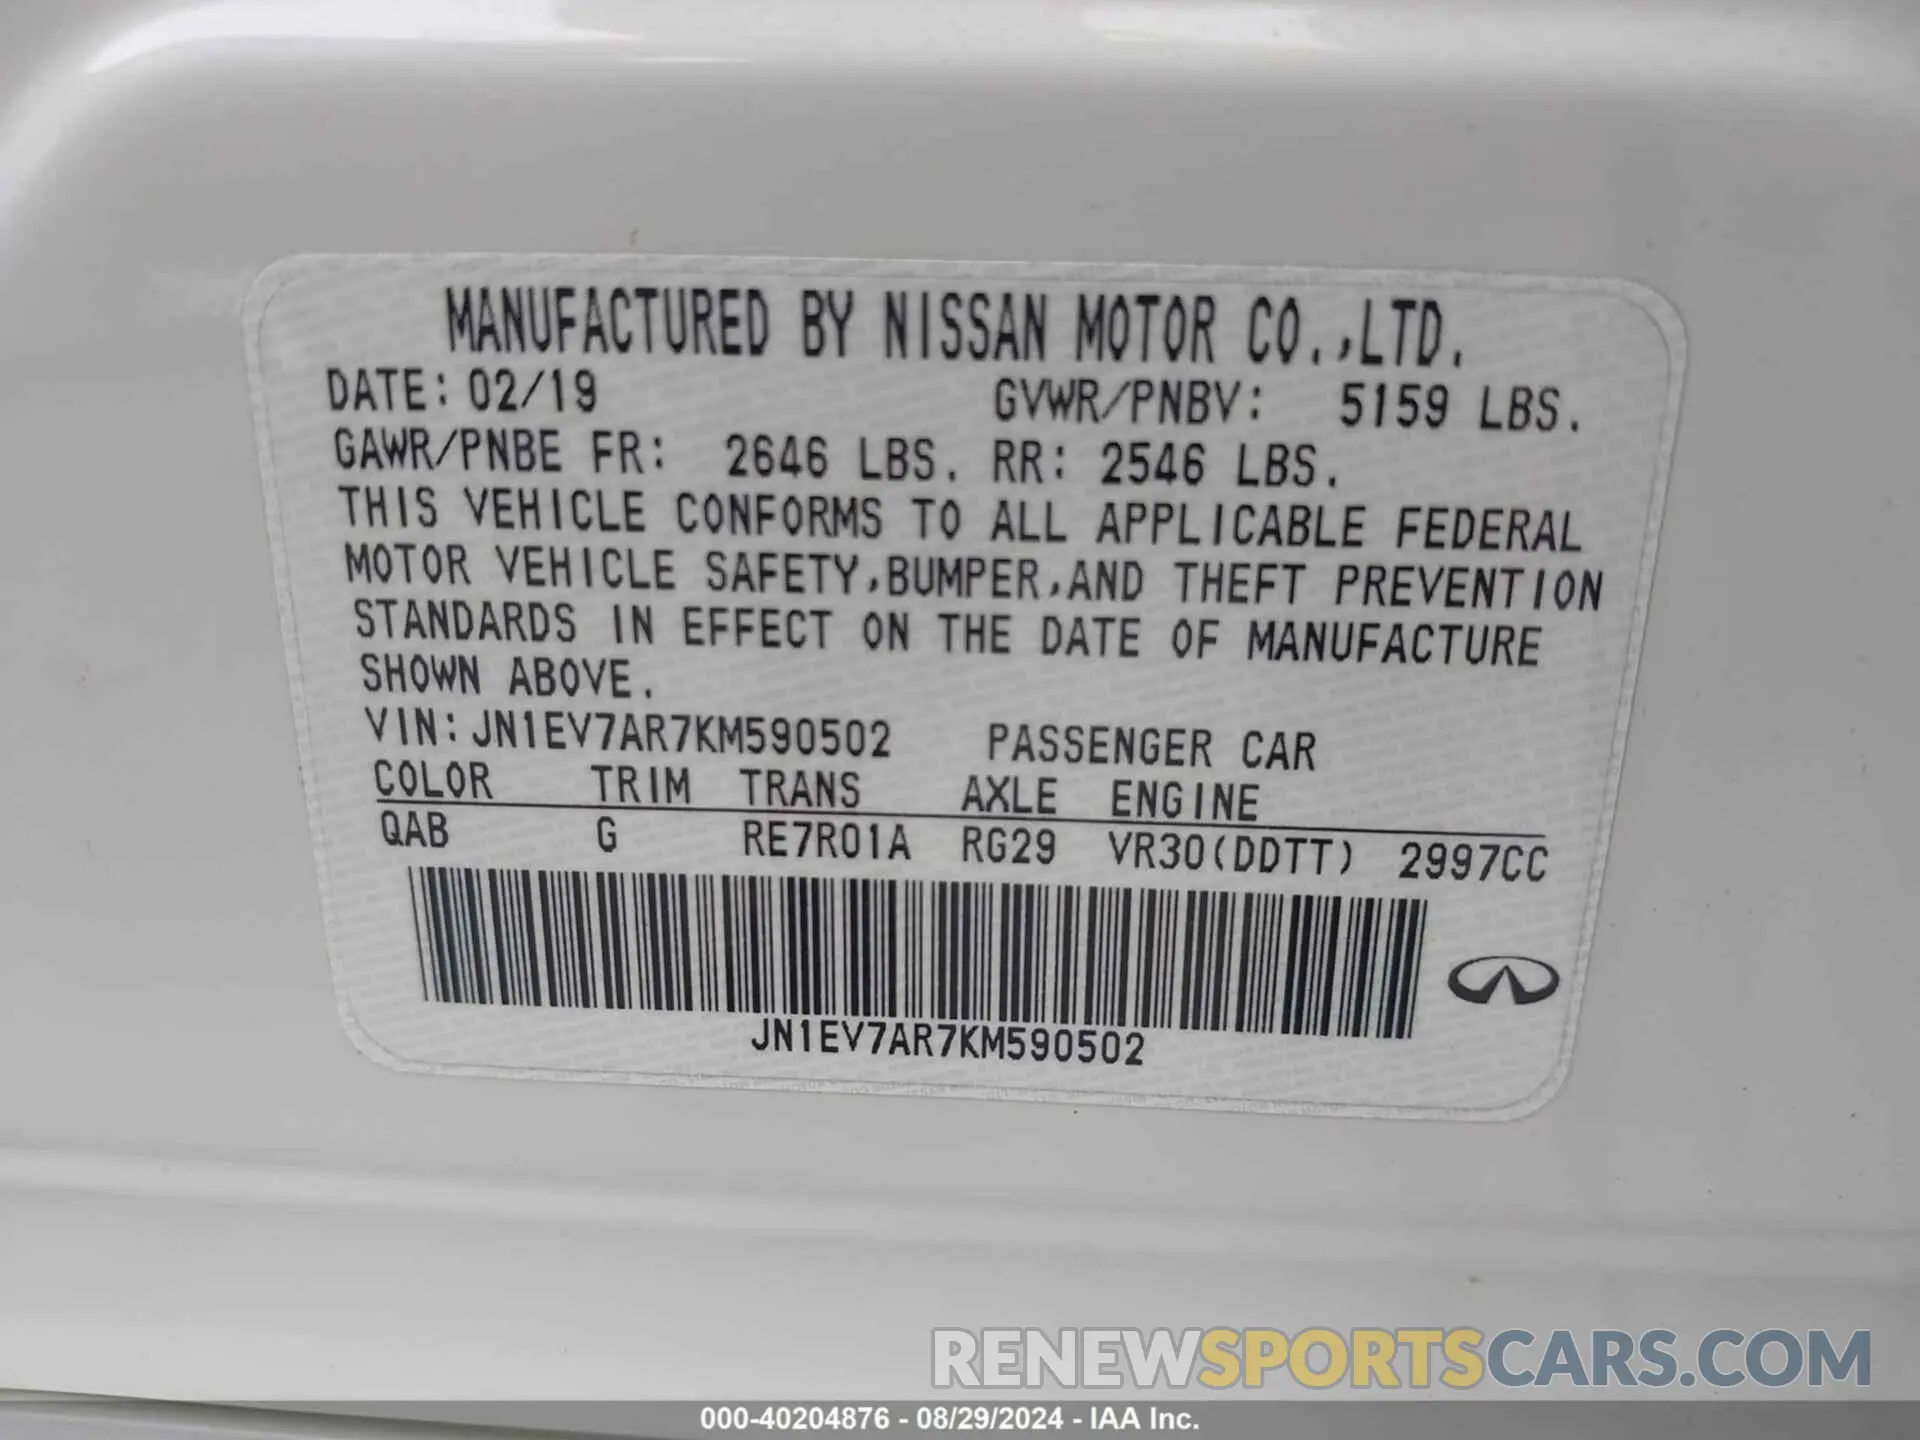 MANUFACTURED BY NISSAN MOTOR CO.,LTD.
DATE: 02/19 GVWR/PNBV: 5159 LBS.
GAWR/PNBE FR: 2646 LBS. RR: 2546 LBS.
THIS VEHICLE CONFORMS TO ALL APPLICABLE FEDERAL
MOTOR VEHICLE SAFETY,BUMPER,AND THEFT PREVENTION
STANDARDS IN EFFECT ON THE DATE OF MANUFACTURE
SHOWN ABOVE.
VIN: JN1EV7AR7KM590502 PASSENGER CAR
COLOR TRIM TRANS AXLE ENGINE
QAB G RE7R01A RG29 VR30(DDTT) 2997CC
JN1EV7AR7KM590502
RENEWSPORTSCARS.COM
000-40204876 - 08/29/2024 - IAA Inc.